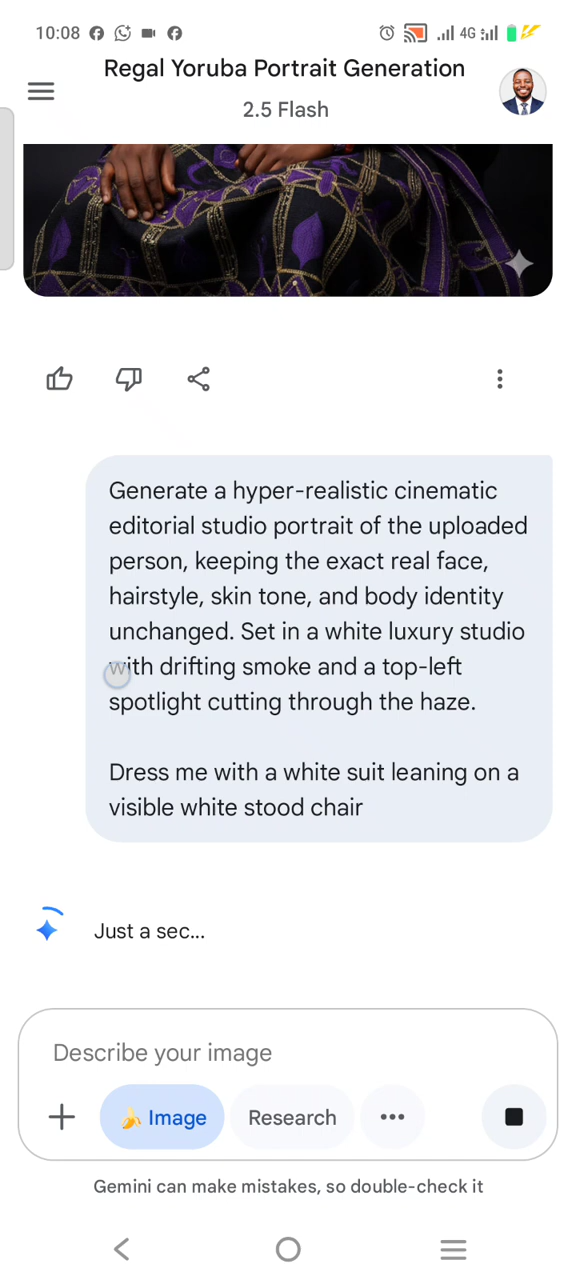 10:08
4G
Regal Yoruba Portrait Generation
2.5 Flash
Generate a hyper-realistic cinematic
editorial studio portrait of the uploaded
person, keeping the exact real face,
hairstyle, skin tone, and body identity
unchanged. Set in a white luxury studio
with drifting smoke and a top-left
spotlight cutting through the haze.
Dress me with a white suit leaning on a
visible white stood chair
Just a sec...
Describe your image
Image
Research
Gemini can make mistakes, so double-check it